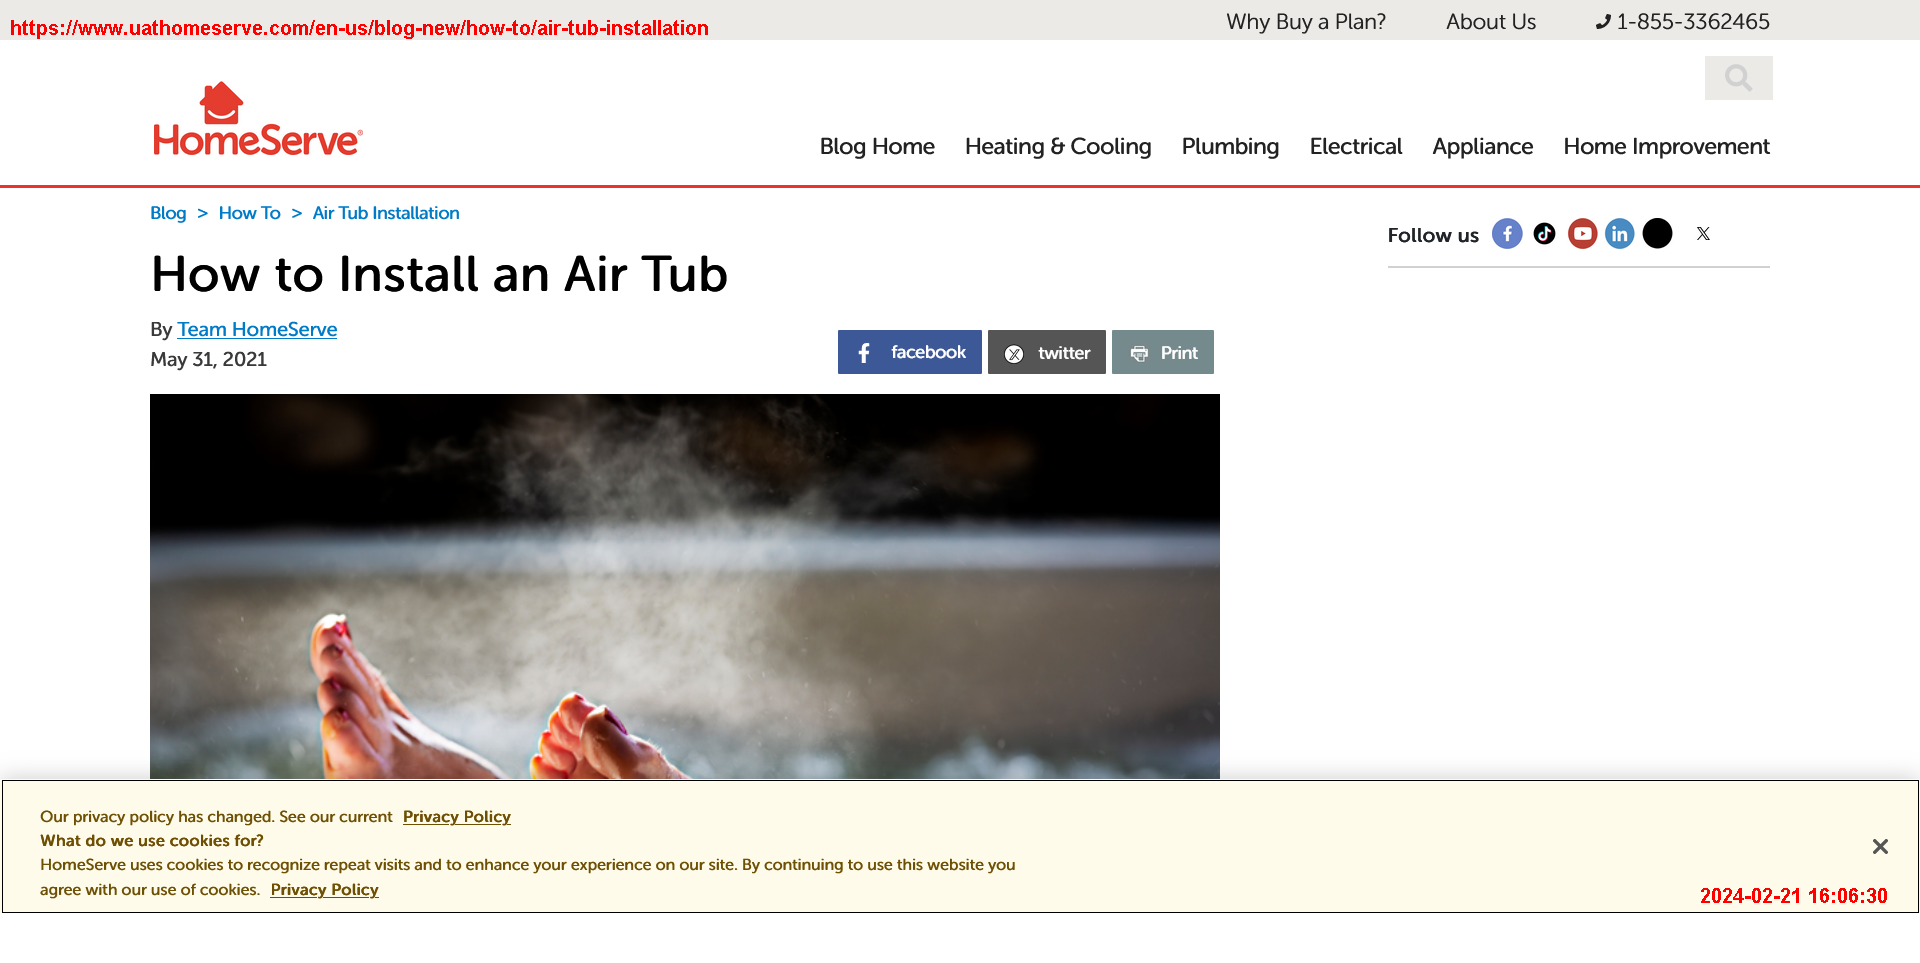 https://www.uathomeserve.com/en-us/blog-new/how-to/air-tub-installation
Why Buy a Plan? About Us 1-855-3362465
HomeServe®
Blog Home Heating & Cooling Plumbing Electrical Appliance Home Improvement
Blog > How To > Air Tub Installation
Follow us
How to Install an Air Tub
By Team HomeServe
May 31, 2021
facebook twitter Print
Our privacy policy has changed. See our current Privacy Policy
What do we use cookies for?
HomeServe uses cookies to recognize repeat visits and to enhance your experience on our site. By continuing to use this website you
agree with our use of cookies. Privacy Policy
2024-02-21 16:06:30